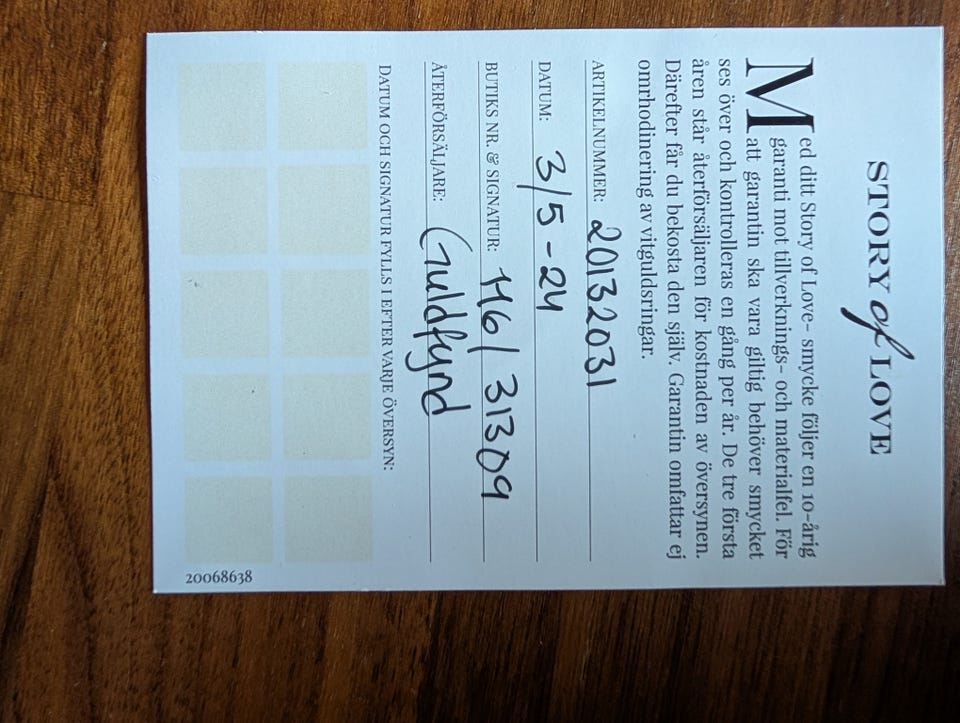 STORY of LOVE
Med ditt Story of Love- smycke följer en 10-årig
garanti mot tillverknings- och materialfel. För
att garantin ska vara giltig behöver smycket
ses över och kontrolleras en gång per år. De tre första
åren står återförsäljaren för kostnaden av översynen.
Därefter får du bekosta den själv. Garantin omfattar ej
omrhodinering av vitguldsringar.
ARTIKELNUMMER: 20132031
DATUM: 3/5-24
BUTIKS NR. & SIGNATUR: 116/31309
ÅTERFÖRSÄLJARE: Guldfynd
DATUM OCH SIGNATUR FYLLS I EFTER VARJE ÖVERSYN:
20068638